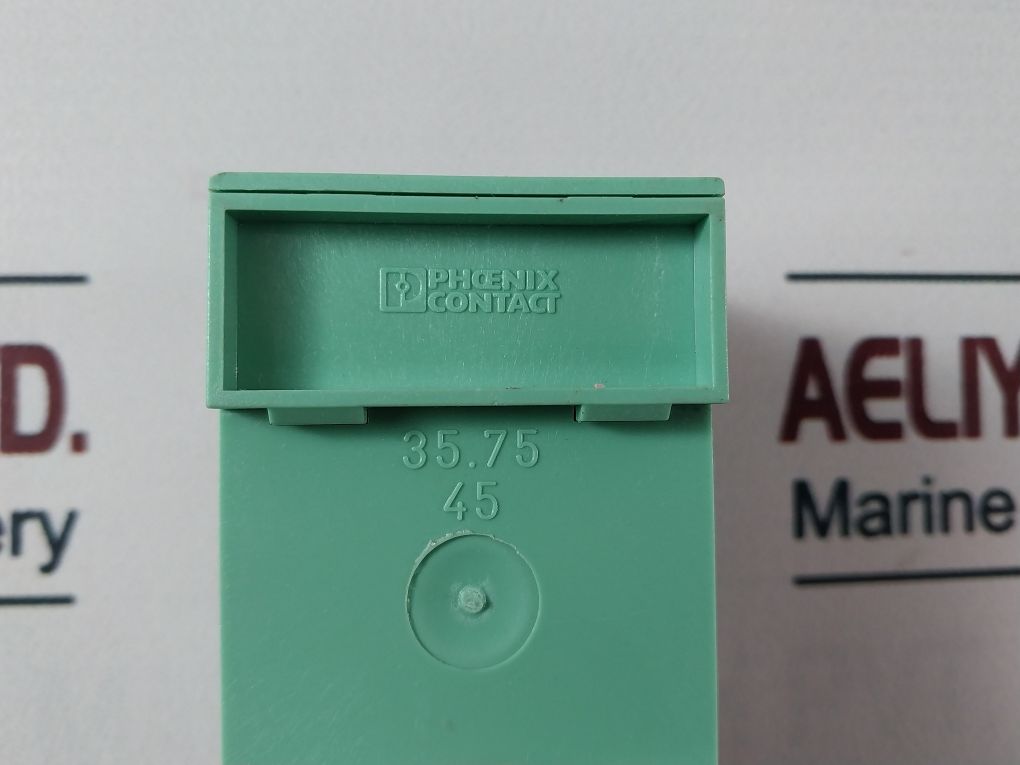 PHŒNIX
CONTACT
35.75
45
D.
ery
AELIY
Marine